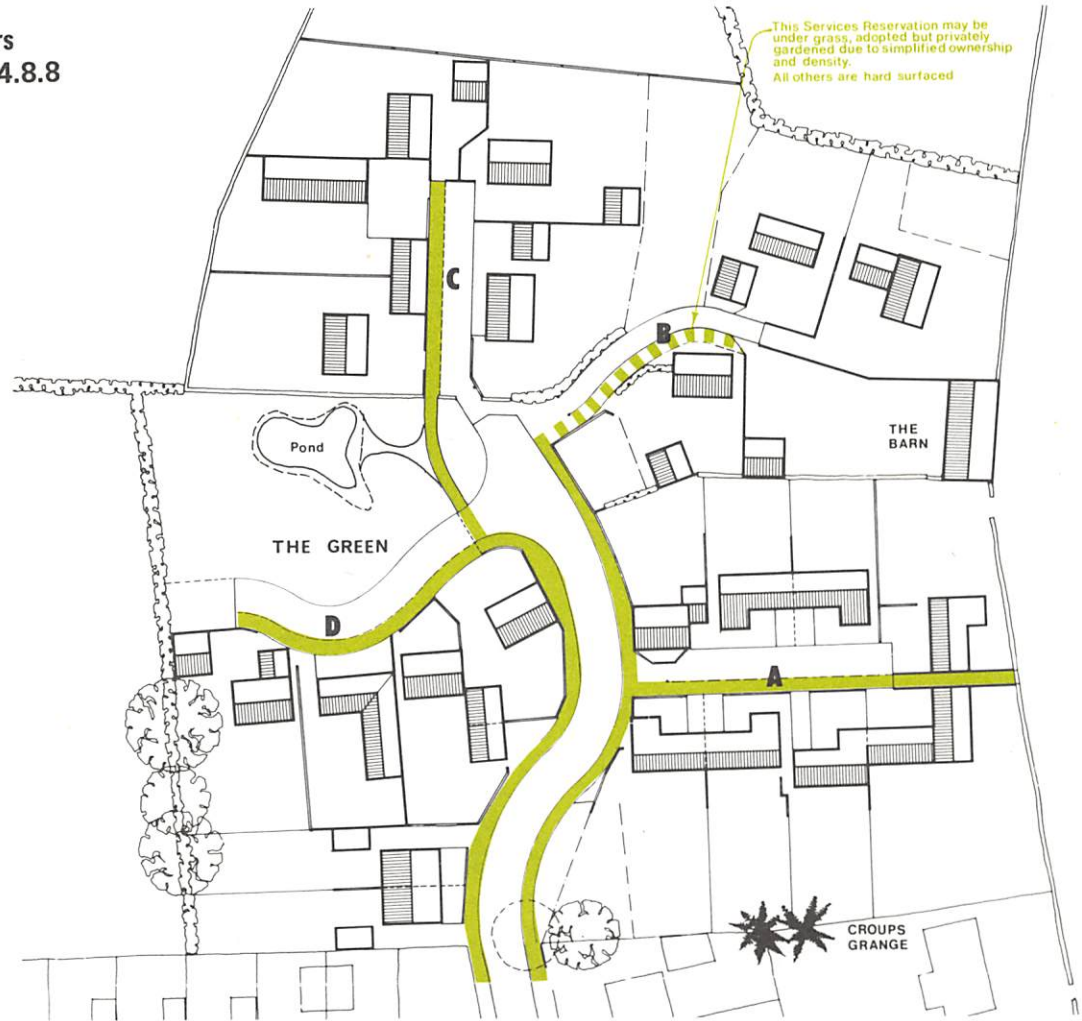 4.8.8
This Services Reservation may be
under grass, adopted but privately
gardened due to simplified ownership
and density.
All others are hard surfaced
C
B
THE
BARN
Pond
THE GREEN
D
A
CROUPS
GRANGE